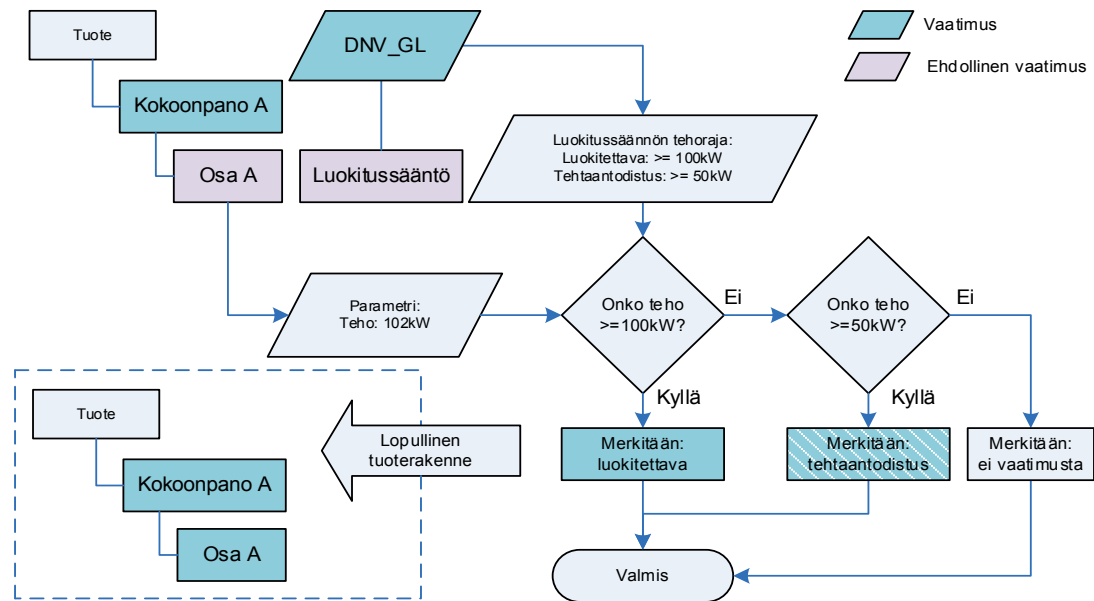 Tuote
DNV_GL
Vaatimus
Ehdollinen vaatimus
Kokoonpano A
Osa A
Luokitussääntö
Luokitussäännön tehoraja:
Luokitettava: >= 100kW
Tehtaantodistus: >= 50kW
Parametri:
Teho: 102kW
Onko teho
>=100kW?
Ei
Onko teho
>=50kW?
Ei
Kyllä
Kyllä
Merkitään:
luokitettava
Merkitään:
tehtaantodistus
Merkitään:
ei vaatimusta
Tuote
Lopullinen
tuoterakenne
Kokoonpano A
Osa A
Valmis